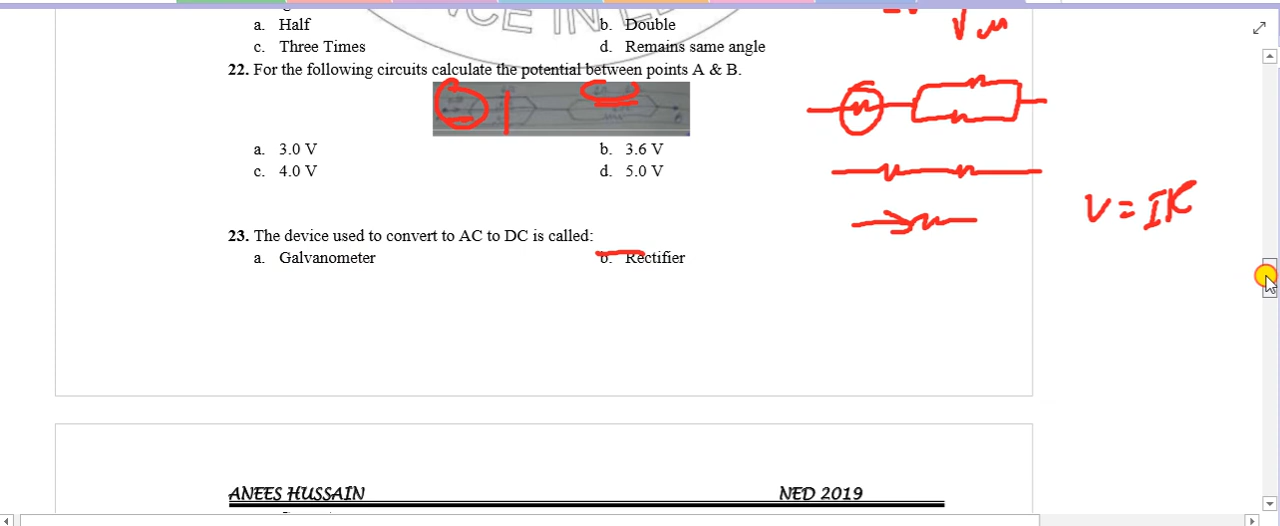 a. Half b. Double
c. Three Times d. Remains same angle
22. For the following circuits calculate the potential between points A & B.
a. 3.0 V b. 3.6 V
c. 4.0 V d. 5.0 V
V = IR
23. The device used to convert to AC to DC is called:
a. Galvanometer b. Rectifier
ANEES HUSSAIN NED 2019